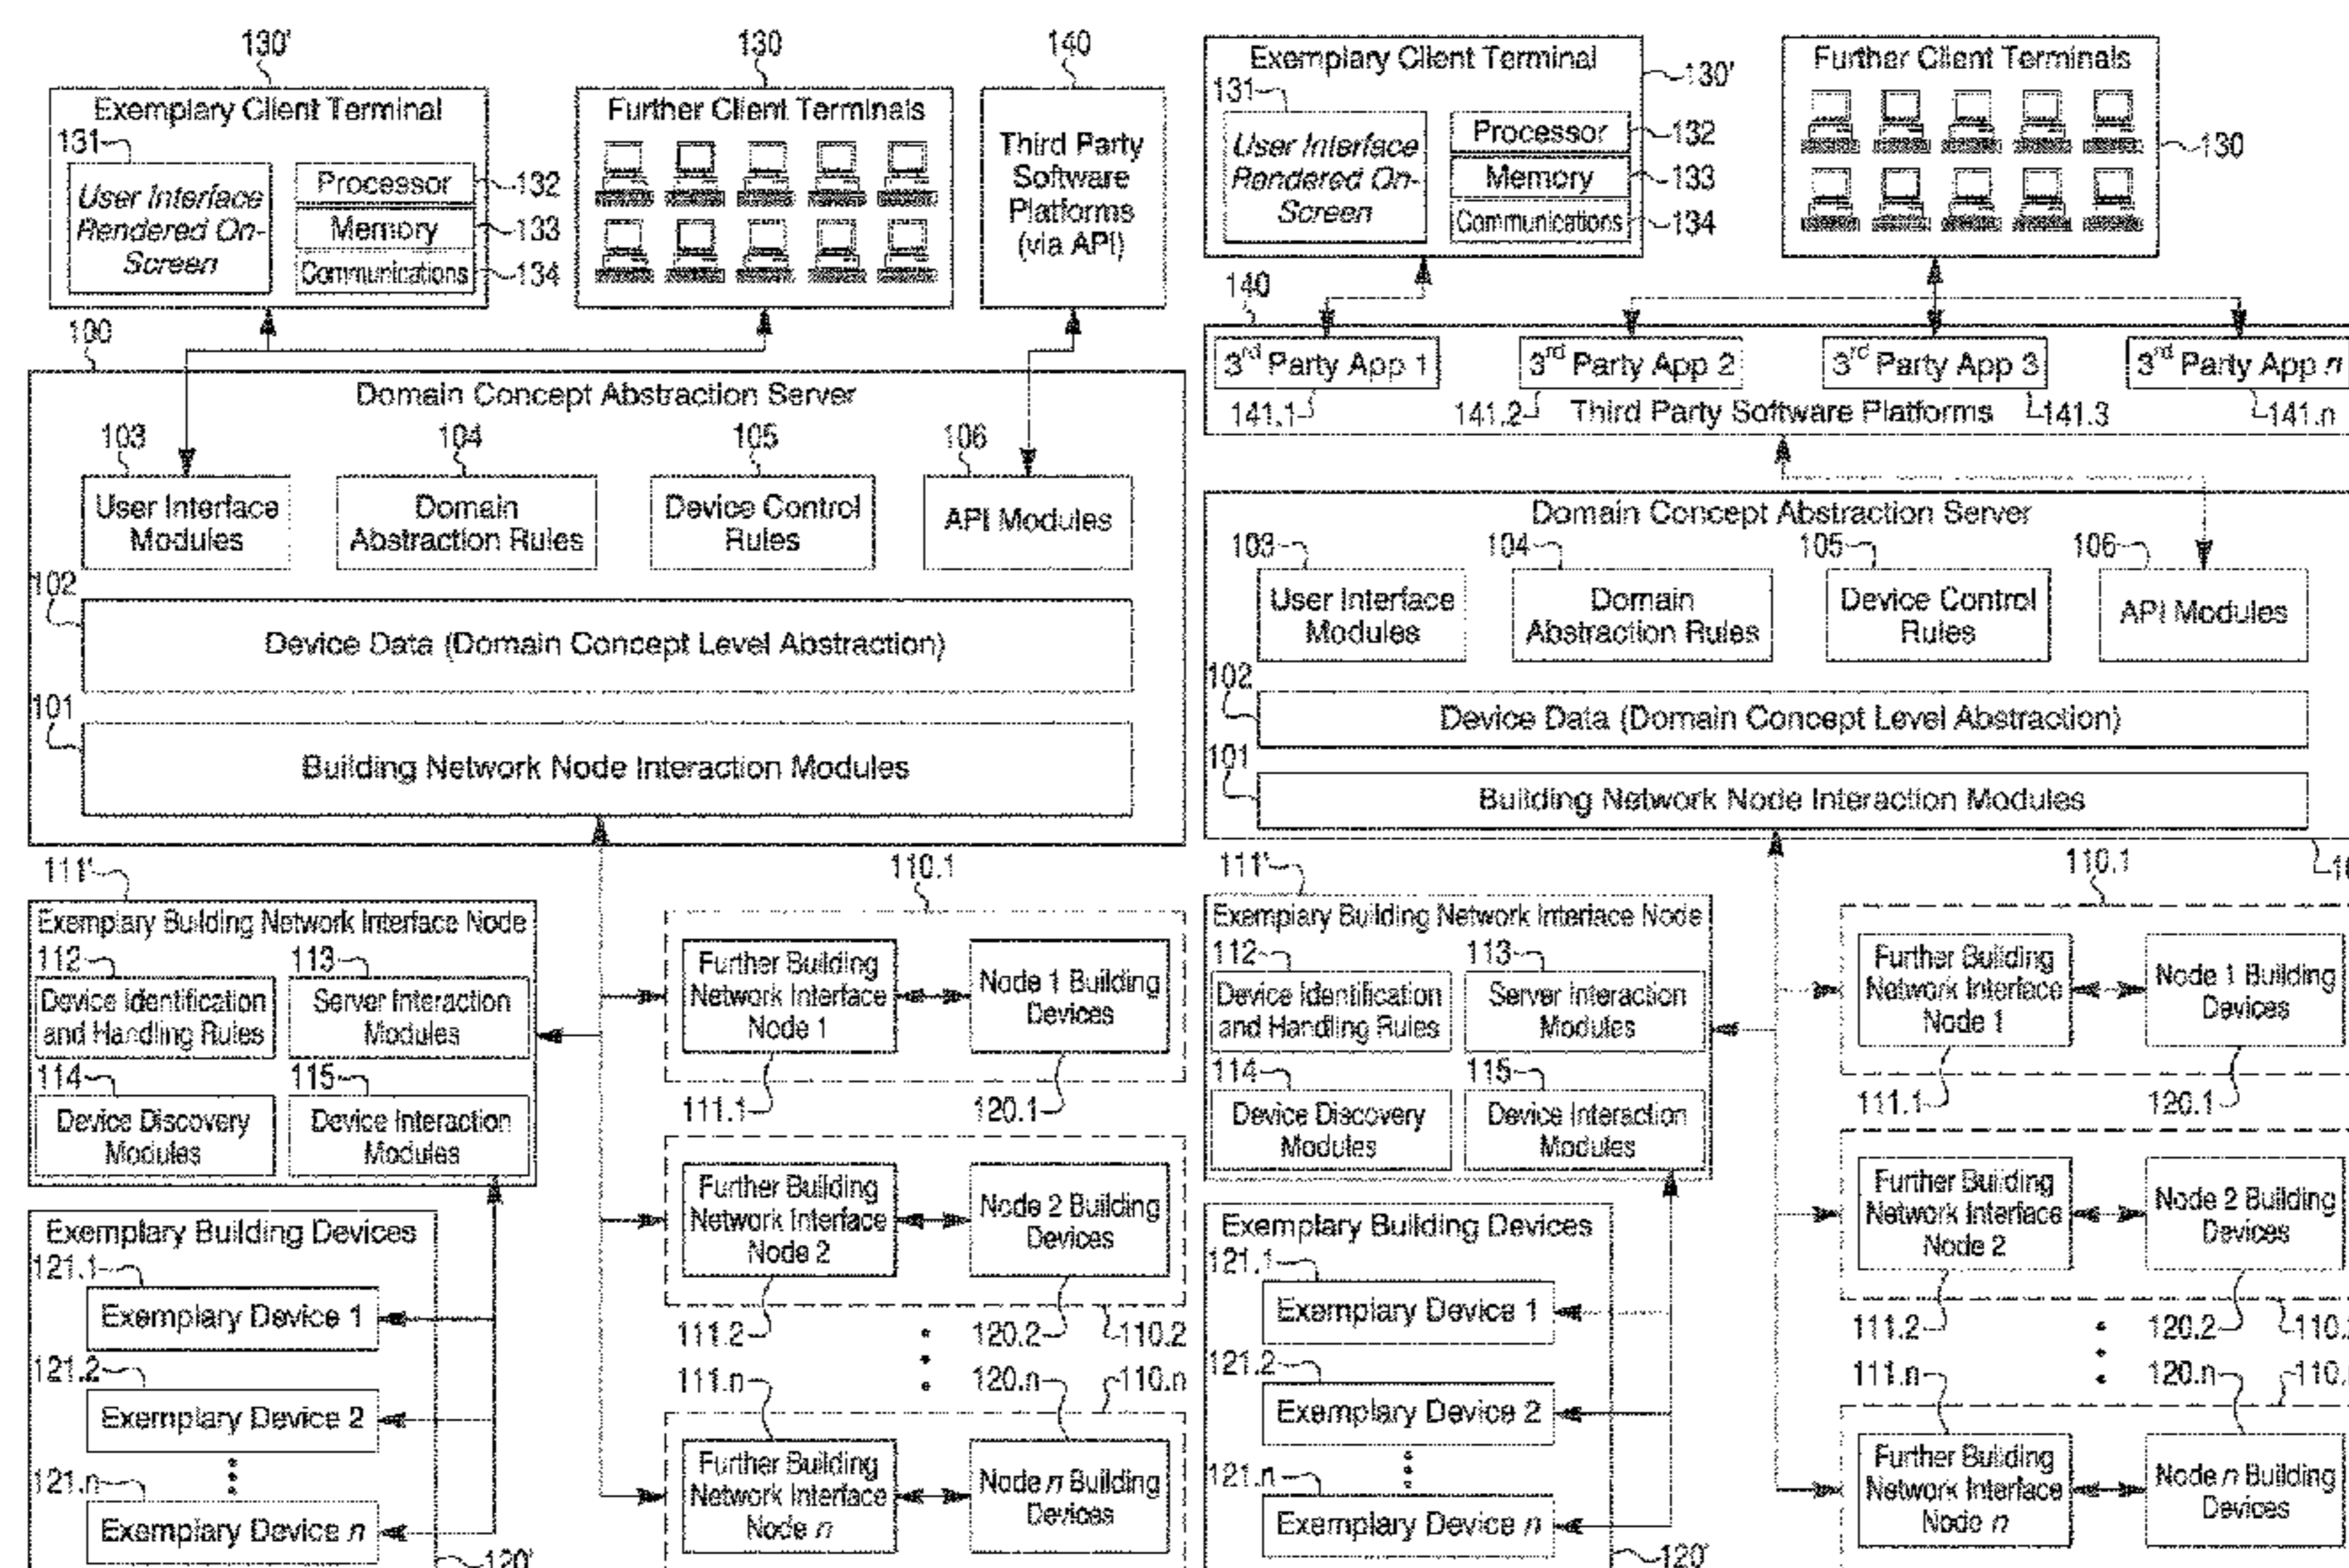 130'
130
140
Exemplary Client Terminal
131
User Interface
Rendered On-
Screen
Processor
132
Memory
133
Communications
134
Further Client Terminals
Third Party
Software
Platforms
(via API)
100
Domain Concept Abstraction Server
103
104
105
106
User Interface
Modules
Domain
Abstraction Rules
Device Control
Rules
API Modules
102
Device Data (Domain Concept Level Abstraction)
101
Building Network Node Interaction Modules
111'
Exemplary Building Network Interface Node
112
113
Device Identification
and Handling Rules
Server Interaction
Modules
114
115
Device Discovery
Modules
Device Interaction
Modules
Exemplary Building Devices
121.1
Exemplary Device 1
121.2
Exemplary Device 2
121.n
Exemplary Device n
120'
110.1
Further Building
Network Interface
Node 1
Node 1 Building
Devices
111.1
120.1
Further Building
Network Interface
Node 2
Node 2 Building
Devices
111.2
120.2
110.2
111.n
120.n
110.n
Further Building
Network Interface
Node n
Node n Building
Devices
Exemplary Client Terminal
130'
131
User Interface
Rendered On-
Screen
Processor
132
Memory
133
Communications
134
Further Client Terminals
130
140
3rd Party App 1
3rd Party App 2
3rd Party App 3
3rd Party App n
141.1
141.2
Third Party Software Platforms
141.3
141.n
Domain Concept Abstraction Server
103
104
105
106
User Interface
Modules
Domain
Abstraction Rules
Device Control
Rules
API Modules
102
Device Data (Domain Concept Level Abstraction)
101
Building Network Node Interaction Modules
111'
Exemplary Building Network Interface Node
112
113
Device Identification
and Handling Rules
Server Interaction
Modules
114
115
Device Discovery
Modules
Device Interaction
Modules
Exemplary Building Devices
121.1
Exemplary Device 1
121.2
Exemplary Device 2
121.n
Exemplary Device n
120'
110.1
Further Building
Network Interface
Node 1
Node 1 Building
Devices
111.1
120.1
Further Building
Network Interface
Node 2
Node 2 Building
Devices
111.2
120.2
111.n
120.n
Further Building
Network Interface
Node n
Node n Building
Devices